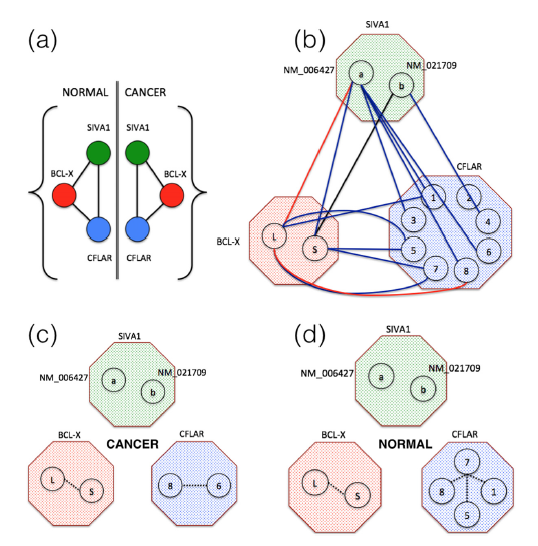 (a)
NORMAL CANCER
SIVA1 SIVA1
BCL-X BCL-X
CFLAR CFLAR
(b)
SIVA1
NM_006427 NM_021709
a b
CFLAR
1 2
3 4
BCL-X L S
5 6
7 8
(c)
SIVA1
NM_006427 NM_021709
a b
BCL-X CANCER CFLAR
L S 8 6
(d)
SIVA1
NM_006427 NM_021709
a b
BCL-X NORMAL CFLAR
L S
7
8 1
5